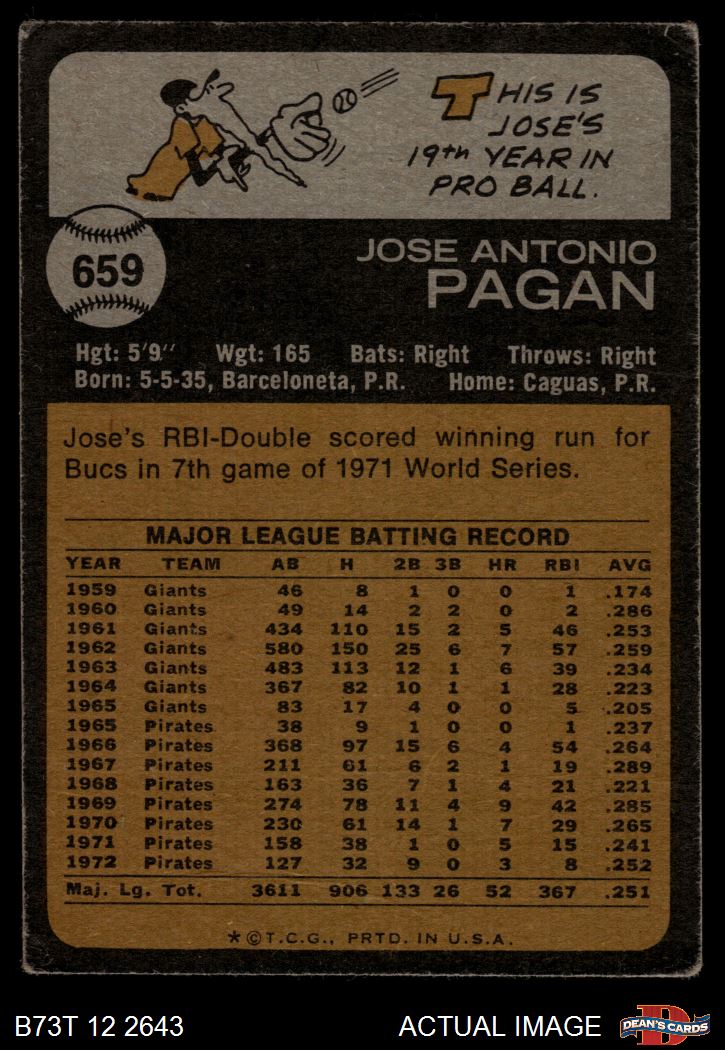 THIS IS
JOSE'S
19th YEAR IN
PRO BALL.
659
JOSE ANTONIO
PAGAN
Hgt: 5'9" Wgt: 165 Bats: Right Throws: Right
Born: 5-5-35, Barceloneta, P.R. Home: Caguas, P.R.
Jose's RBI-Double scored winning run for
Bucs in 7th game of 1971 World Series.
MAJOR LEAGUE BATTING RECORD
YEAR TEAM AB H 2B 3B HR RBI AVG
1959 Giants 46 8 1 0 0 1 .174
1960 Giants 49 14 2 2 0 2 .286
1961 Giants 434 110 15 2 5 46 .253
1962 Giants 580 150 25 6 7 57 .259
1963 Giants 483 113 12 1 6 39 .234
1964 Giants 367 82 10 1 1 28 .223
1965 Giants 83 17 4 0 0 5 .205
1965 Pirates 38 9 1 0 0 1 .237
1966 Pirates 368 97 15 6 4 54 .264
1967 Pirates 211 61 6 2 1 19 .289
1968 Pirates 163 36 7 1 4 21 .221
1969 Pirates 274 78 11 4 9 42 .285
1970 Pirates 230 61 14 1 7 29 .265
1971 Pirates 158 38 1 0 5 15 .241
1972 Pirates 127 32 9 0 3 8 .252
Maj. Lg. Tot. 3611 906 133 26 52 367 .251
*©T.C.G., PRTD. IN U.S.A.
B73T 12 2643 ACTUAL IMAGE D DEAN'S CARDS